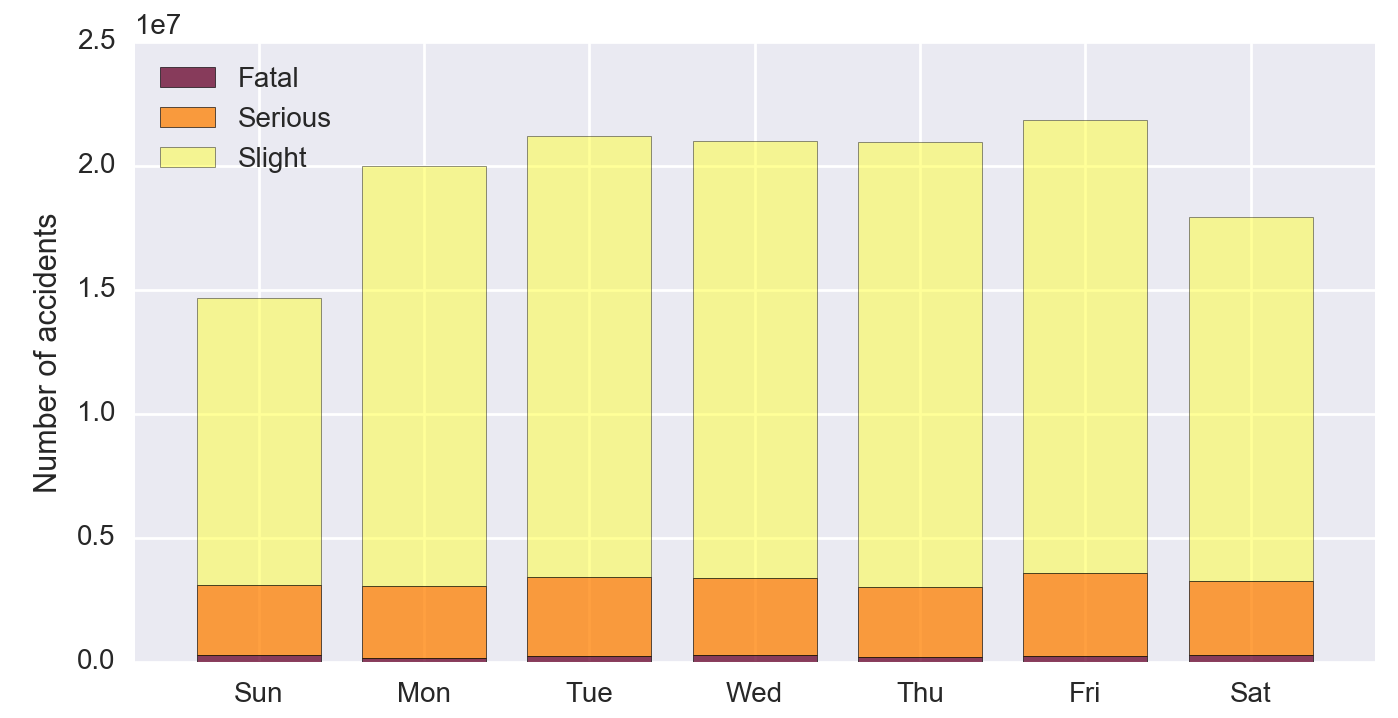 1e7
2.5
2.0
1.5
1.0
0.5
0.0
Number of accidents
Fatal
Serious
Slight
Sun Mon Tue Wed Thu Fri Sat